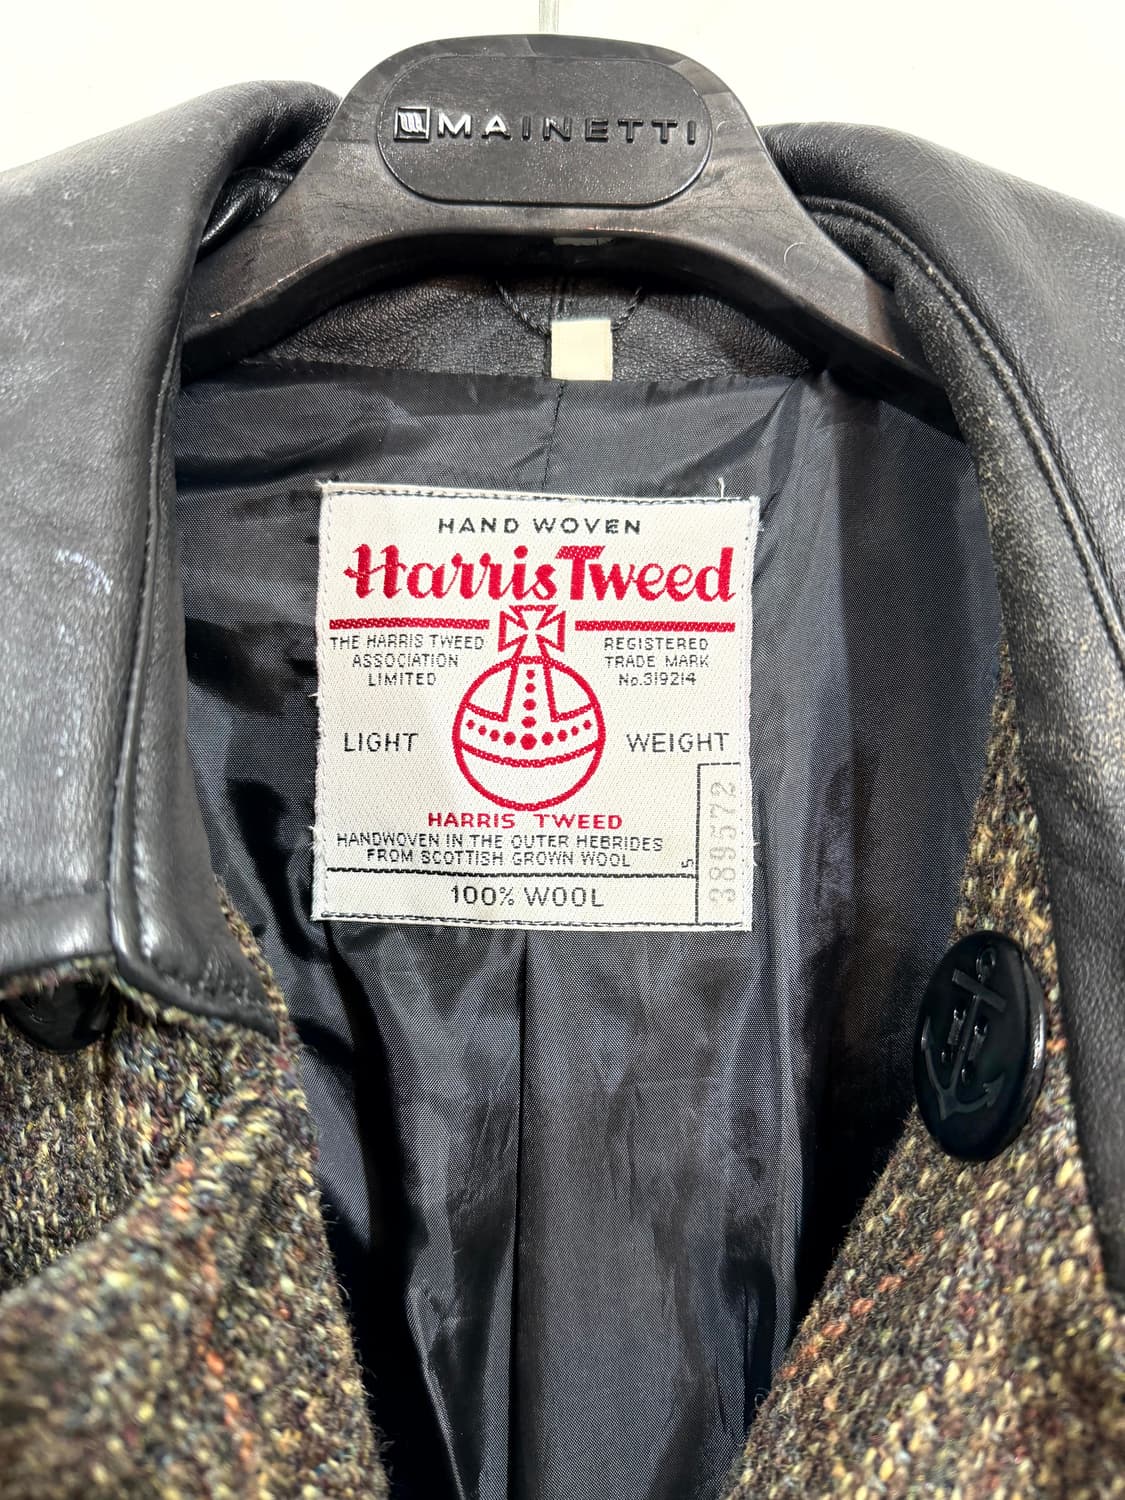 MAINETTI
HAND WOVEN
Harris Tweed
THE HARRIS TWEED
ASSOCIATION
LIMITED
REGISTERED
TRADE MARK
No.319214
LIGHT WEIGHT
HARRIS TWEED
HANDWOVEN IN THE OUTER HEBRIDES
FROM SCOTTISH GROWN WOOL
S
389572
100% WOOL